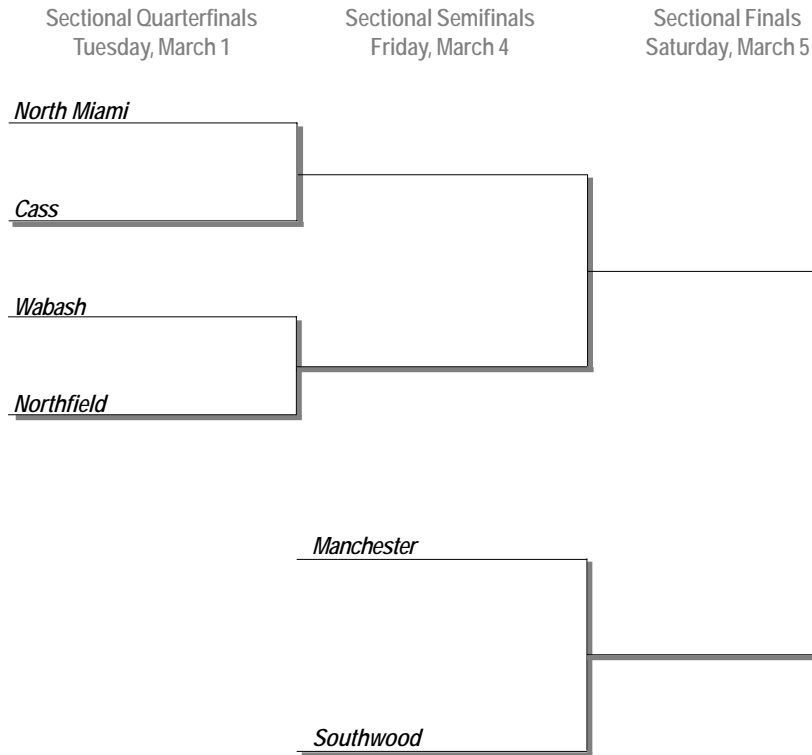 Sectional Quarterfinals
Tuesday, March 1
Sectional Semifinals
Friday, March 4
Sectional Finals
Saturday, March 5
North Miami
Cass
Wabash
Northfield
Manchester
Southwood